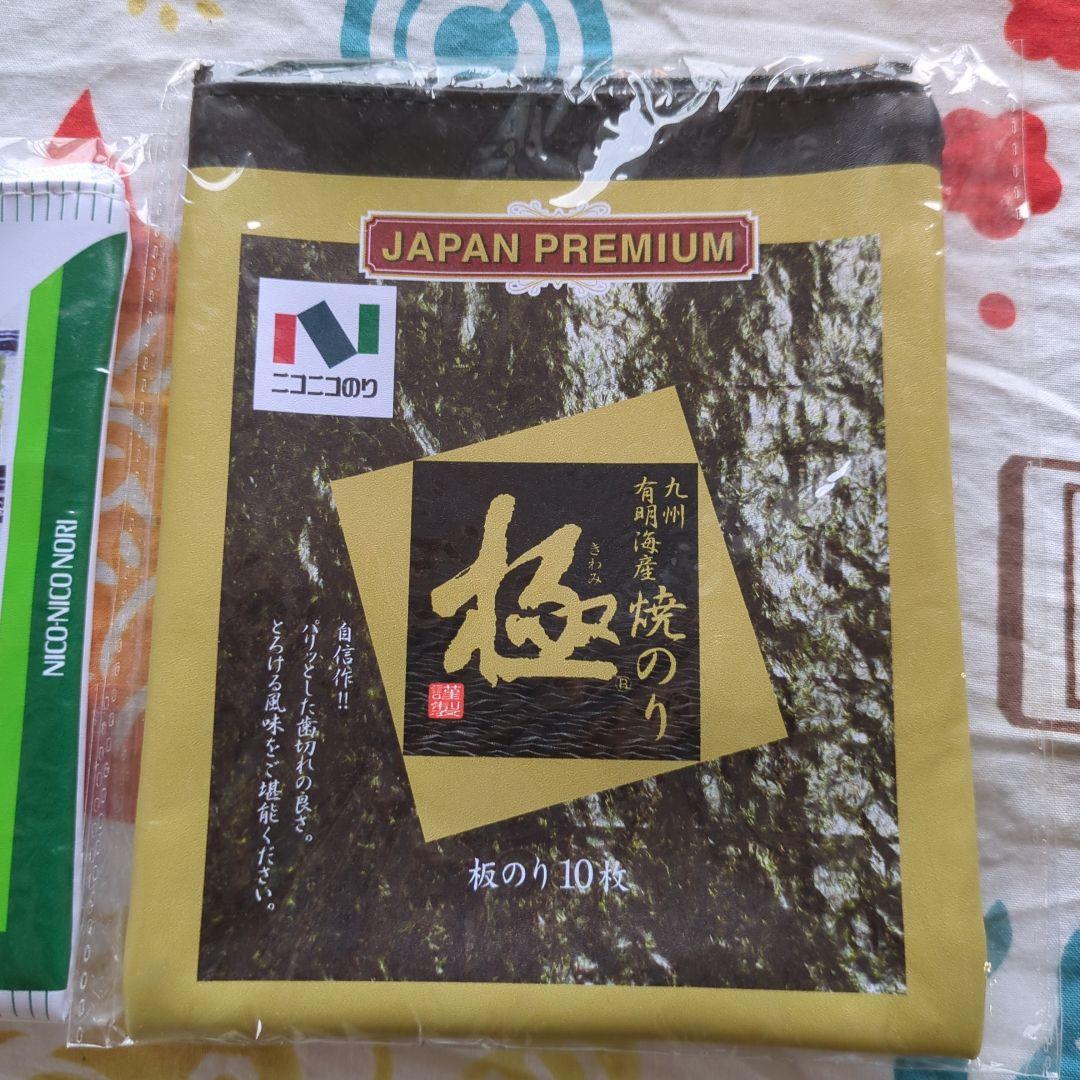 JAPAN PREMIUM
ニコニコのり
九州
有明海産
焼のり
極
きわみ
®
謹製
自信作!!
パリッとした歯切れの良さ。
とろける風味をご堪能ください。
板のり10枚
NICO-NICO NORI